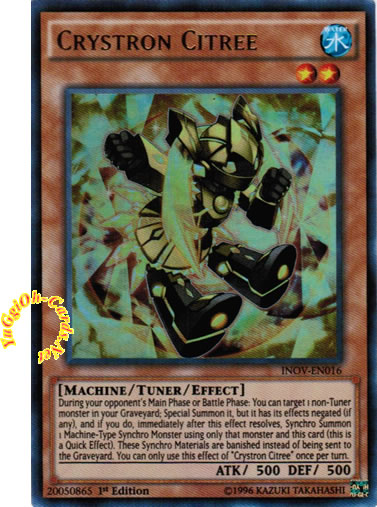 CRYSTRON CITREE
WATER
水
YuGiOh-Cards.Net
INOV-EN016
[MACHINE/TUNER/EFFECT]
During your opponent's Main Phase or Battle Phase: You can target 1 non-Tuner
monster in your Graveyard; Special Summon it, but it has its effects negated (if
any), and if you do, immediately after this effect resolves, Synchro Summon
1 Machine-Type Synchro Monster using only that monster and this card (this is
a Quick Effect). These Synchro Materials are banished instead of being sent to
the Graveyard. You can only use this effect of "Crystron Citree" once per turn.
ATK/ 500 DEF/ 500
20050865 1st Edition ©1996 KAZUKI TAKAHASHI